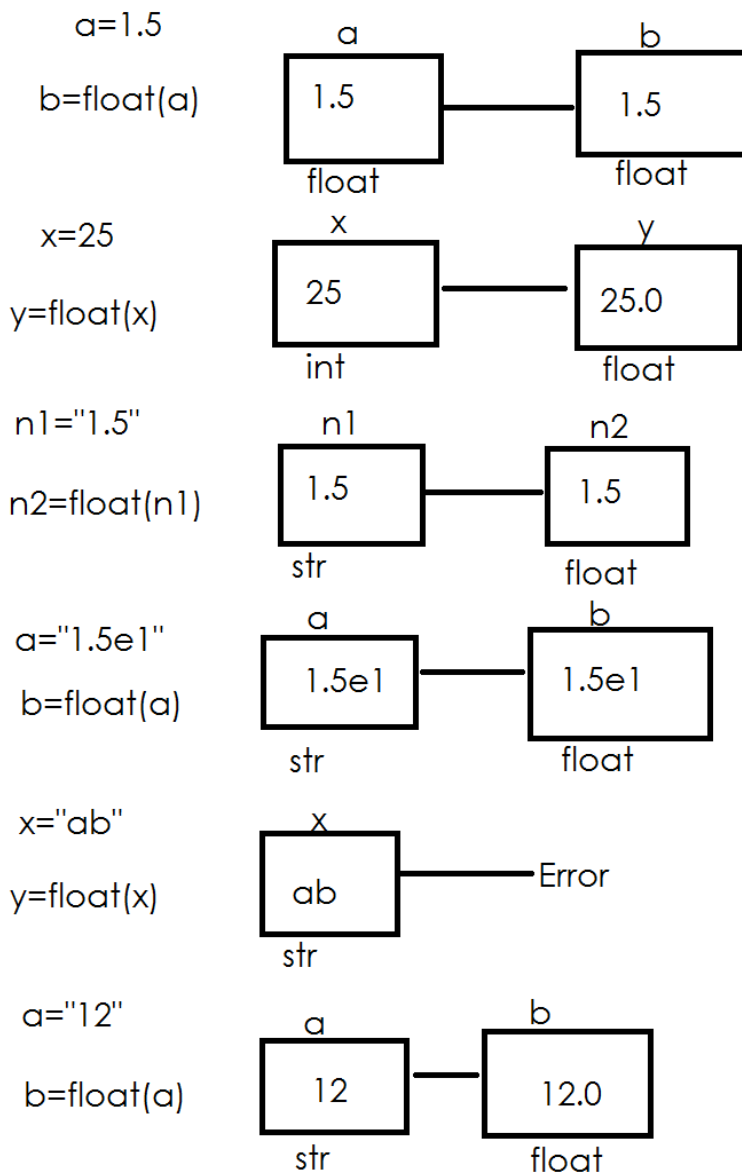 a=1.5
a b
b=float(a)
1.5 1.5
float float
x=25
x y
y=float(x)
25 25.0
int float
n1="1.5"
n1 n2
n2=float(n1)
1.5 1.5
str float
a="1.5e1"
a b
b=float(a)
1.5e1 1.5e1
str float
x="ab"
x
y=float(x)
ab Error
str
a="12"
a b
b=float(a)
12 12.0
str float